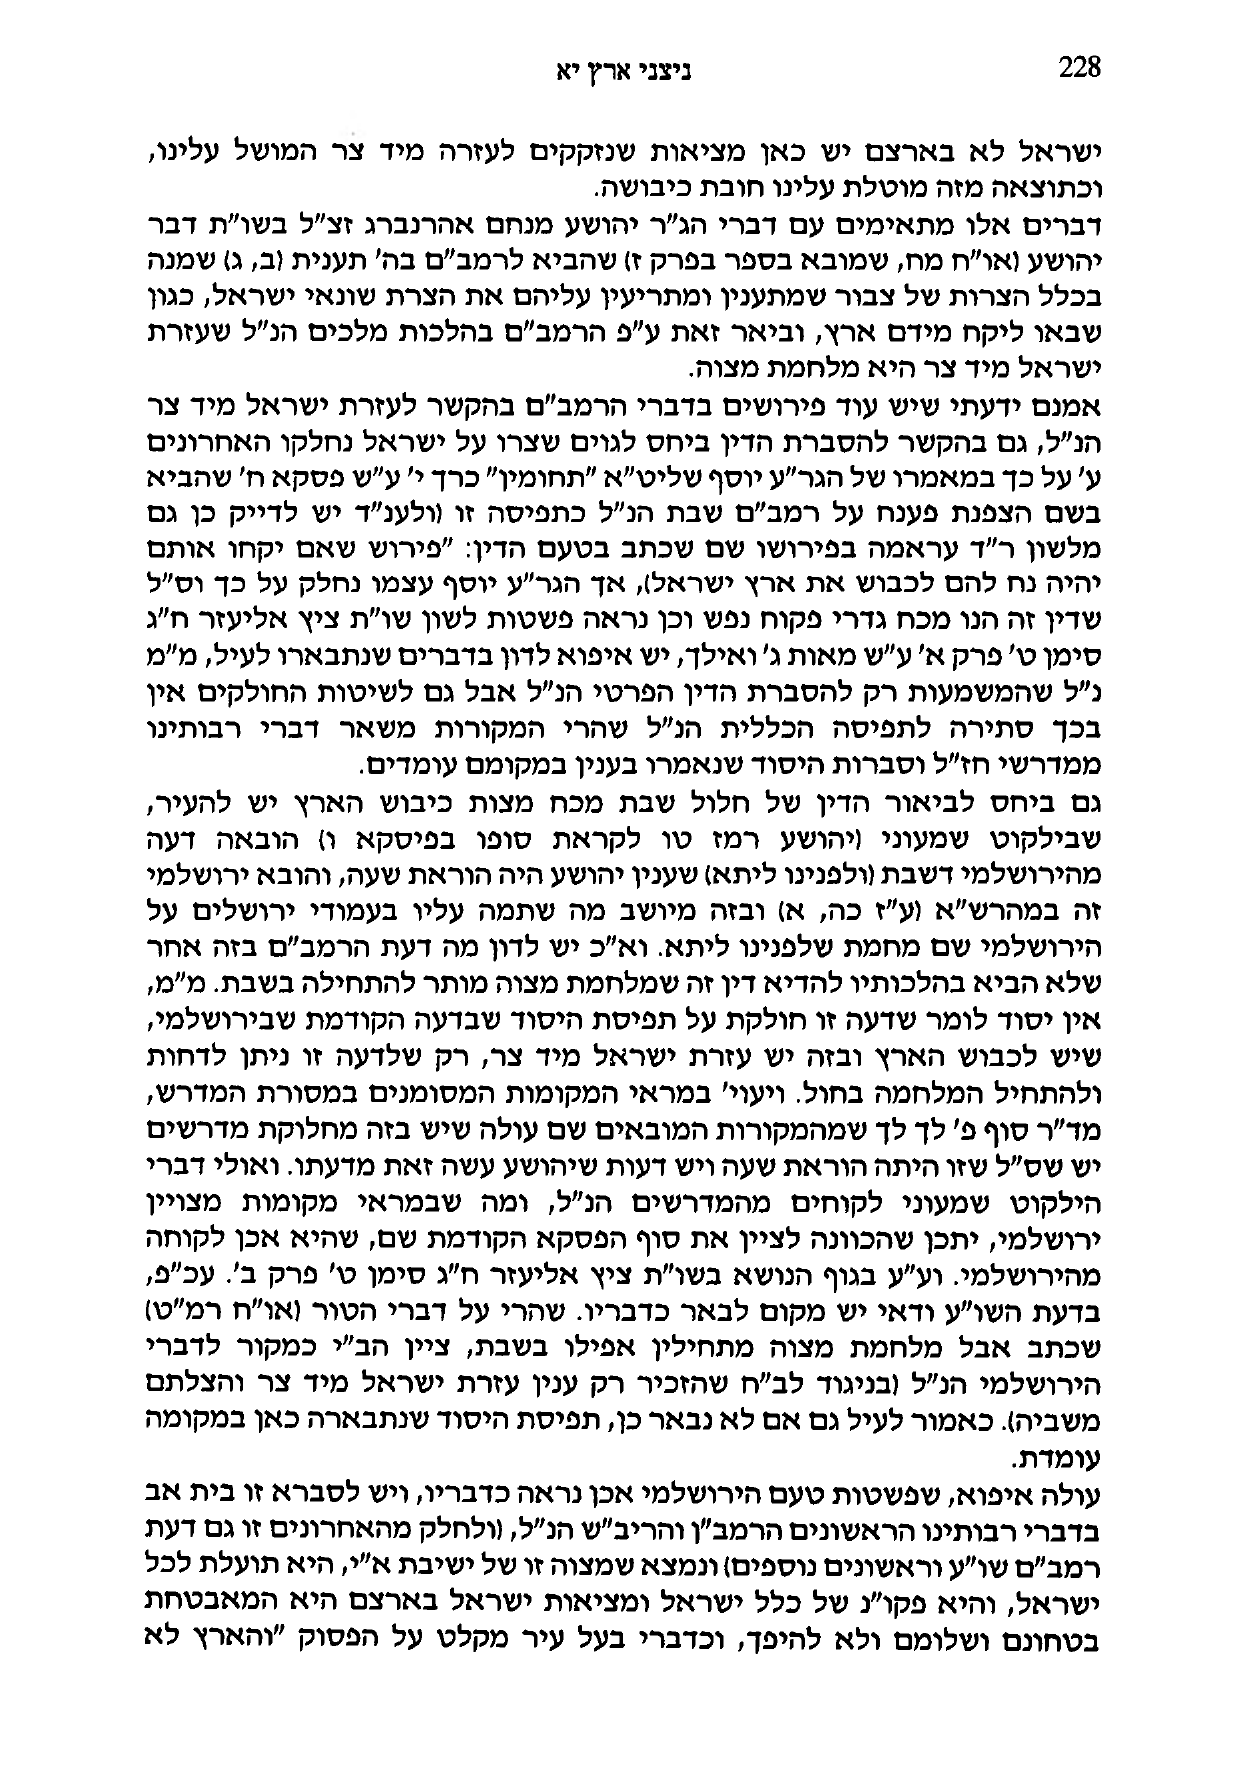 228
ניצני ארץ יא
ישראל לא בארצם יש כאן מציאות שנזקקים לעזרה מיד צר המושל עלינו,
וכתוצאה מזה מוטלת עלינו חובת כיבושה.
דברים אלו מתאימים עם דברי הג"ר יהושע מנחם אהרנברג זצ"ל בשו"ת דבר
יהושע (או"ח מח, שמובא בספר בפרק ז) שהביא לרמב"ם בה' תענית (ב, ג) שמנה
בכלל הצרות של צבור שמתענין ומתריעין עליהם את הצרת שונאי ישראל, כגון
שבאו ליקח מידם ארץ, וביאר זאת ע"פ הרמב"ם בהלכות מלכים הנ"ל שעזרת
ישראל מיד צר היא מלחמת מצוה.
אמנם ידעתי שיש עוד פירושים בדברי הרמב"ם בהקשר לעזרת ישראל מיד צר
הנ"ל, גם בהקשר להסברת הדין ביחס לגוים שצרו על ישראל נחלקו האחרונים
ע' על כך במאמרו של הגר"ע יוסף שליט"א "תחומין" כרך י' ע"ש פסקא ח' שהביא
בשם הצפנת פענח על רמב"ם שבת הנ"ל כתפיסה זו (ולענ"ד יש לדייק כן גם
מלשון ר"ד עראמה בפירושו שם שכתב בטעם הדין: "פירוש שאם יקחו אותם
יהיה נח להם לכבוש את ארץ ישראל), אך הגר"ע יוסף עצמו נחלק על כך וס"ל
שדין זה הנו מכח גדרי פקוח נפש וכן נראה פשטות לשון שו"ת ציץ אליעזר ח"ג
סימן ט' פרק א' ע"ש מאות ג' ואילך, יש איפוא לדון בדברים שנתבארו לעיל, מ"מ
נ"ל שהמשמעות רק להסברת הדין הפרטי הנ"ל אבל גם לשיטות החולקים אין
בכך סתירה לתפיסה הכללית הנ"ל שהרי המקורות משאר דברי רבותינו
ממדרשי חז"ל וסברות היסוד שנאמרו בענין במקומם עומדים.
גם ביחס לביאור הדין של חלול שבת מכח מצות כיבוש הארץ יש להעיר,
שבילקוט שמעוני (יהושע רמז טו לקראת סופו בפיסקא ו) הובאה דעה
מהירושלמי דשבת (ולפנינו ליתא) שענין יהושע היה הוראת שעה, והובא ירושלמי
זה במהרש"א (ע"ז כה, א) ובזה מיושב מה שתמה עליו בעמודי ירושלים על
הירושלמי שם מחמת שלפנינו ליתא. וא"כ יש לדון מה דעת הרמב"ם בזה אחר
שלא הביא בהלכותיו להדיא דין זה שמלחמת מצוה מותר להתחילה בשבת. מ"מ,
אין יסוד לומר שדעה זו חולקת על תפיסת היסוד שבדעה הקודמת שבירושלמי,
שיש לכבוש הארץ ובזה יש עזרת ישראל מיד צר, רק שלדעה זו ניתן לדחות
ולהתחיל המלחמה בחול. ויעוי' במראי המקומות המסומנים במסורת המדרש,
מד"ר סוף פ' לך לך שמהמקורות המובאים שם עולה שיש בזה מחלוקת מדרשים
יש שס"ל שזו היתה הוראת שעה ויש דעות שיהושע עשה זאת מדעתו. ואולי דברי
הילקוט שמעוני לקוחים מהמדרשים הנ"ל, ומה שבמראי מקומות מצויין
ירושלמי, יתכן שהכוונה לציין את סוף הפסקא הקודמת שם, שהיא אכן לקוחה
מהירושלמי. וע"ע בגוף הנושא בשו"ת ציץ אליעזר ח"ג סימן ט' פרק ב'. עכ"פ,
בדעת השו"ע ודאי יש מקום לבאר כדבריו. שהרי על דברי הטור (או"ח רמ"ט)
שכתב אבל מלחמת מצוה מתחילין אפילו בשבת, ציין הב"י כמקור לדברי
הירושלמי הנ"ל (בניגוד לב"ח שהזכיר רק ענין עזרת ישראל מיד צר והצלתם
משביה). כאמור לעיל גם אם לא נבאר כן, תפיסת היסוד שנתבארה כאן במקומה
עומדת.
עולה איפוא, שפשטות טעם הירושלמי אכן נראה כדבריו, ויש לסברא זו בית אב
בדברי רבותינו הראשונים הרמב"ן והריב"ש הנ"ל, (ולחלק מהאחרונים זו גם דעת
רמב"ם שו"ע וראשונים נוספים) ונמצא שמצוה זו של ישיבת א"י, היא תועלת לכל
ישראל, והיא פקו"נ של כלל ישראל ומציאות ישראל בארצם היא המאבטחת
בטחונם ושלומם ולא להיפך, וכדברי בעל עיר מקלט על הפסוק "והארץ לא